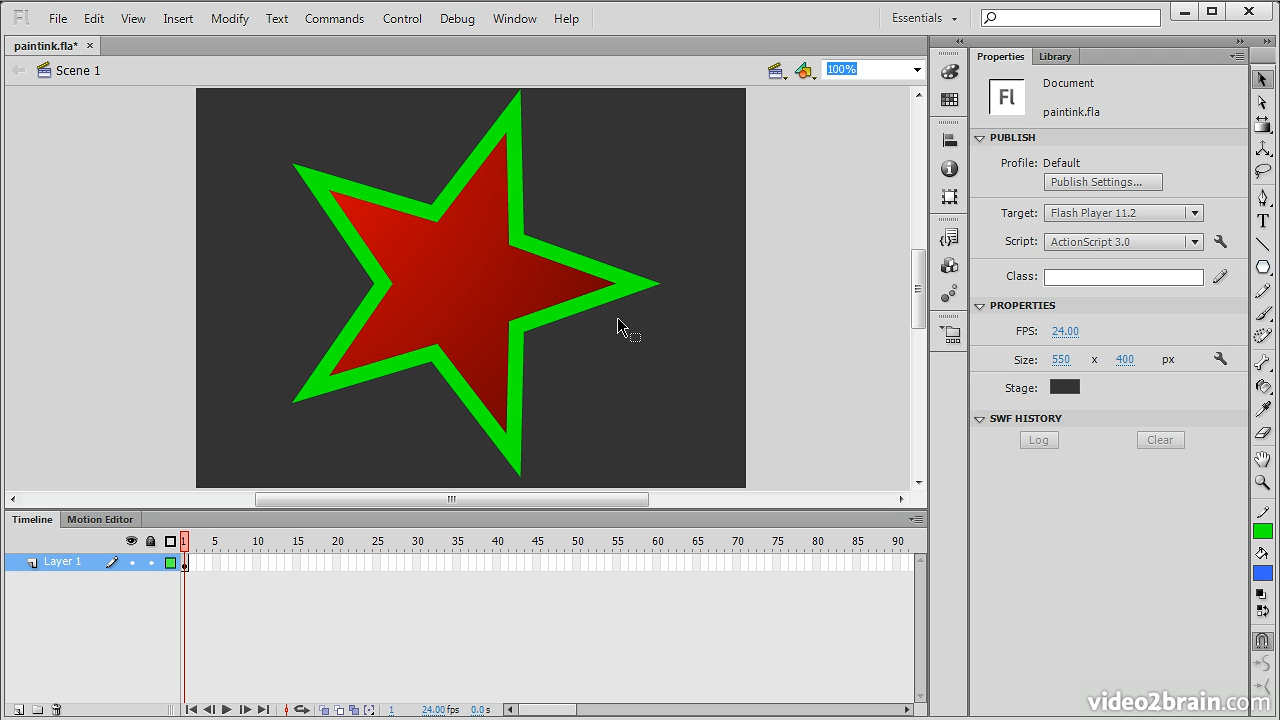 Fl File Edit View Insert Modify Text Commands Control Debug Window Help Essentials
paintink.fla* ×
Scene 1 100%
Properties Library
Fl Document
paintink.fla
PUBLISH
Profile: Default
Publish Settings...
Target: Flash Player 11.2
Script: ActionScript 3.0
Class:
PROPERTIES
FPS: 24.00
Size: 550 x 400 px
Stage:
SWF HISTORY
Log Clear
T
Timeline Motion Editor
1 5 10 15 20 25 30 35 40 45 50 55 60 65 70 75 80 85 90
Layer 1
1 24.00 fps 0.0 s
video2brain.com